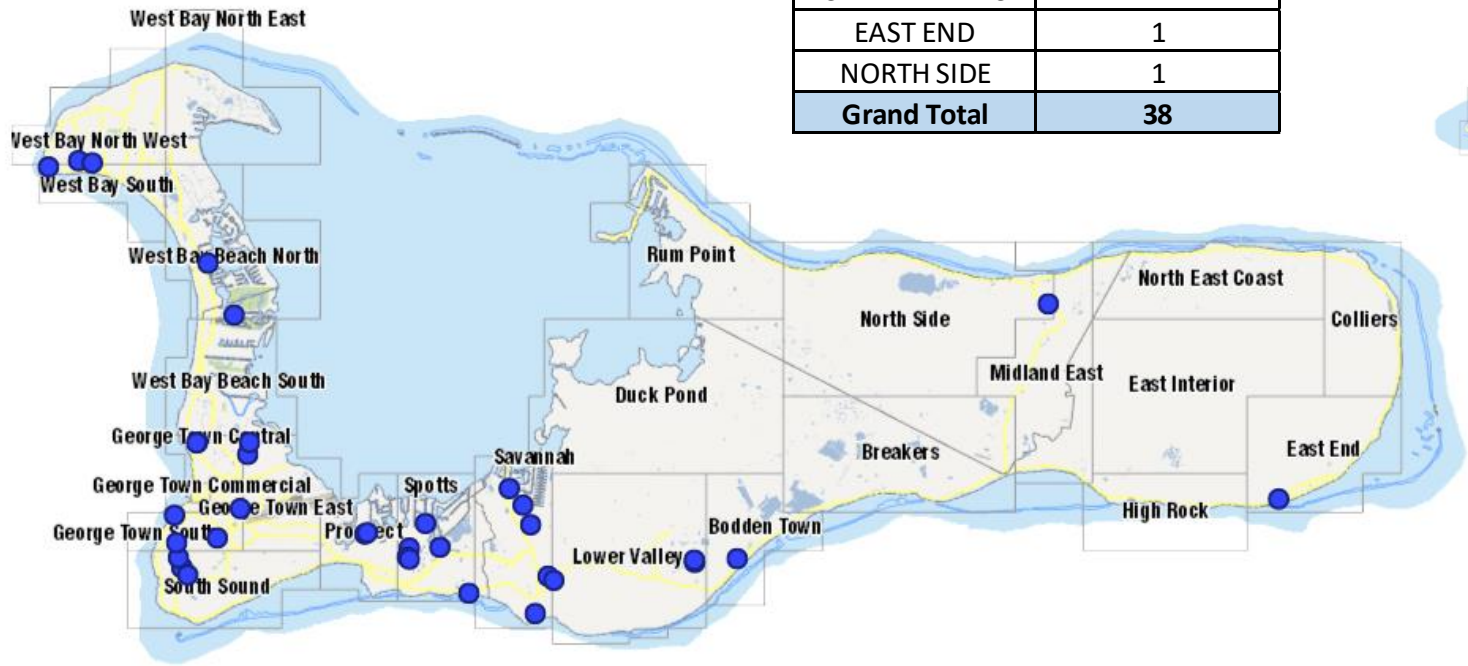 West Bay North East
EAST END 1
NORTH SIDE 1
Grand Total 38
West Bay North West
West Bay South
West Bay Beach North
Rum Point
North East Coast
North Side
Colliers
West Bay Beach South
Midland East
East Interior
Duck Pond
George Town Central
Savannah
Breakers
East End
George Town Commercial
Spotts
George Town East
High Rock
Bodden Town
George Town South
Prospect
Lower Valley
South Sound